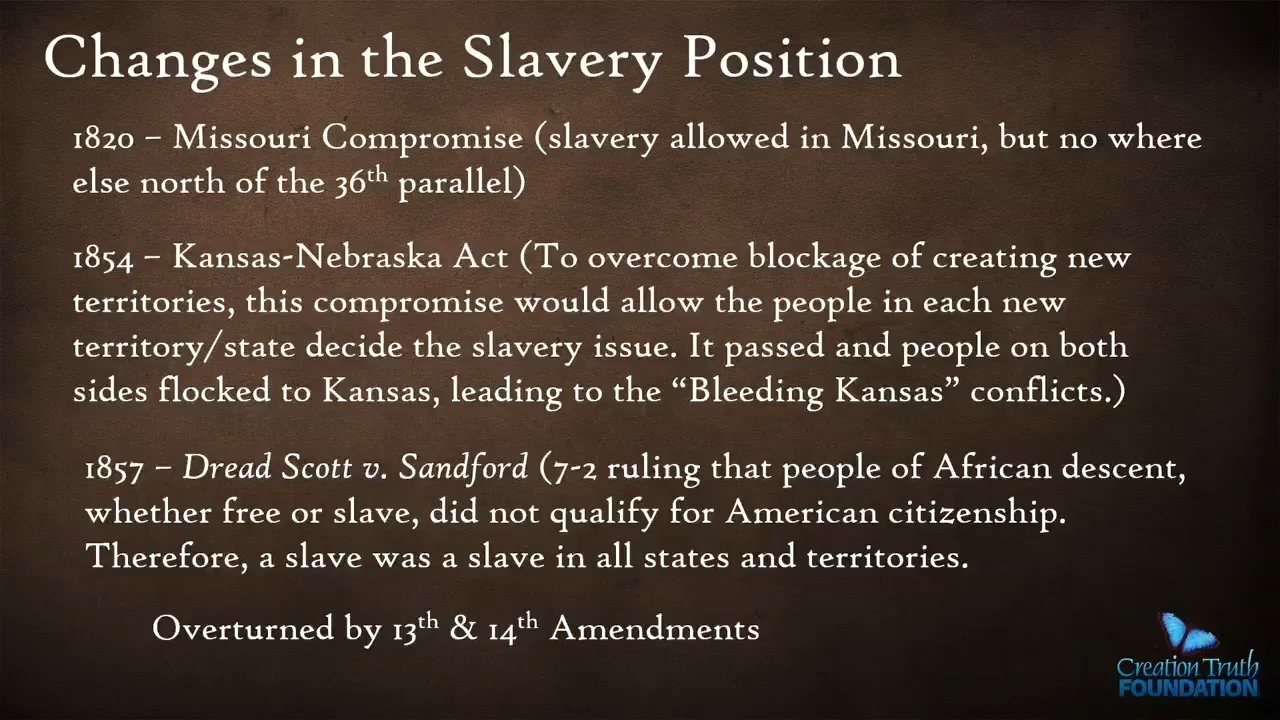 Changes in the Slavery Position
1820 – Missouri Compromise (slavery allowed in Missouri, but no where
else north of the 36th parallel)
1854 – Kansas-Nebraska Act (To overcome blockage of creating new
territories, this compromise would allow the people in each new
territory/state decide the slavery issue. It passed and people on both
sides flocked to Kansas, leading to the “Bleeding Kansas” conflicts.)
1857 – Dread Scott v. Sandford (7-2 ruling that people of African descent,
whether free or slave, did not qualify for American citizenship.
Therefore, a slave was a slave in all states and territories.
Overturned by 13th & 14th Amendments
Creation Truth
FOUNDATION